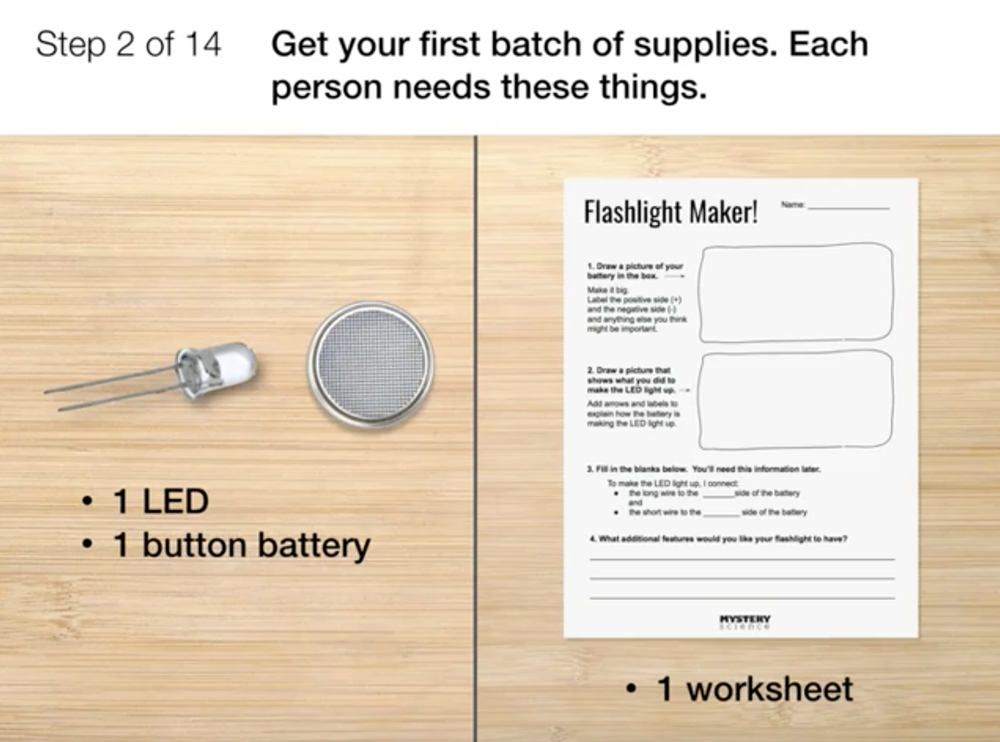 Step 2 of 14
Get your first batch of supplies. Each
person needs these things.
• 1 LED
• 1 button battery
Flashlight Maker!
Name:
1. Draw a picture of your
battery in the box.
Make it big.
Label the positive side (+)
and the negative side (-)
and anything else you think
might be important.
2. Draw a picture that
shows what you did to
make the LED light up.
Add arrows and labels to
explain how the battery is
making the LED light up.
3. Fill in the blanks below. You'll need this information later.
To make the LED light up, I connect:
• the long wire to the ______side of the battery
and
• the short wire to the _______ side of the battery
4. What additional features would you like your flashlight to have?
MYSTERY
science
• 1 worksheet